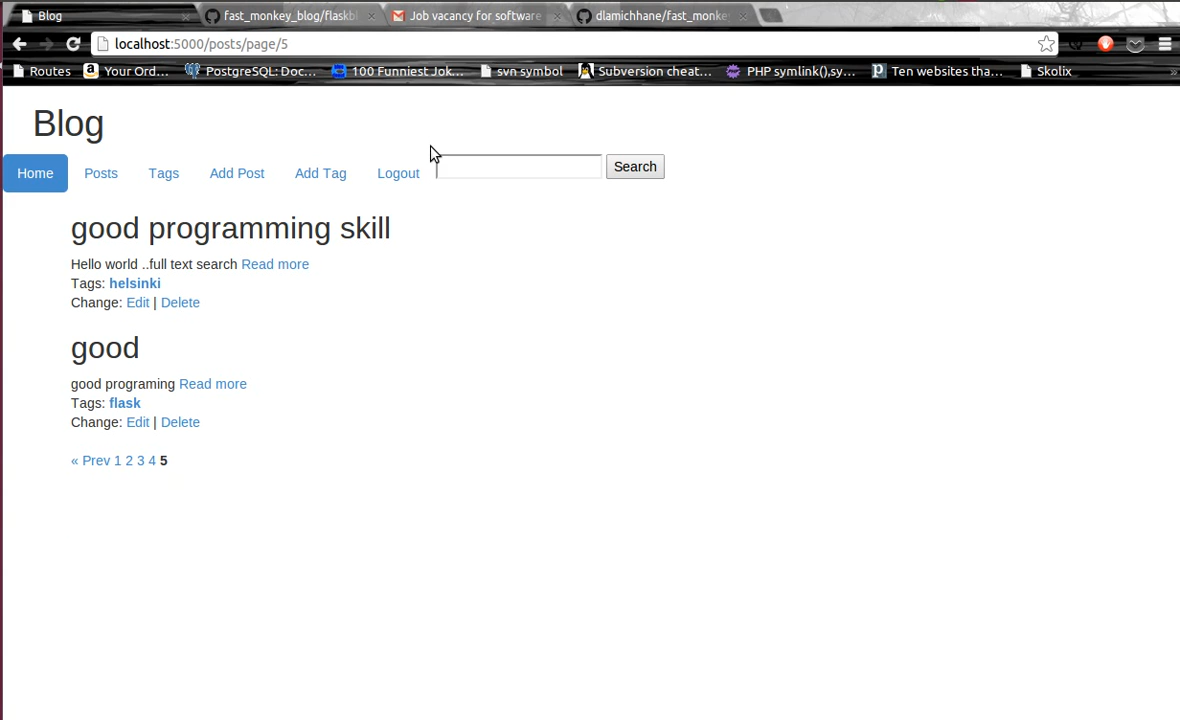 Blog fast_monkey_blog/flaskbl Job vacancy for software dlamichhane/fast_monke
localhost:5000/posts/page/5
Routes Your Ord... PostgreSQL: Doc... 100 Funniest Jok... svn symbol Subversion cheat... PHP symlink(),sy... Ten websites tha... Skolix »
Blog
Home Posts Tags Add Post Add Tag Logout Search
good programming skill
Hello world ..full text search Read more
Tags: helsinki
Change: Edit | Delete
good
good programing Read more
Tags: flask
Change: Edit | Delete
« Prev 1 2 3 4 5